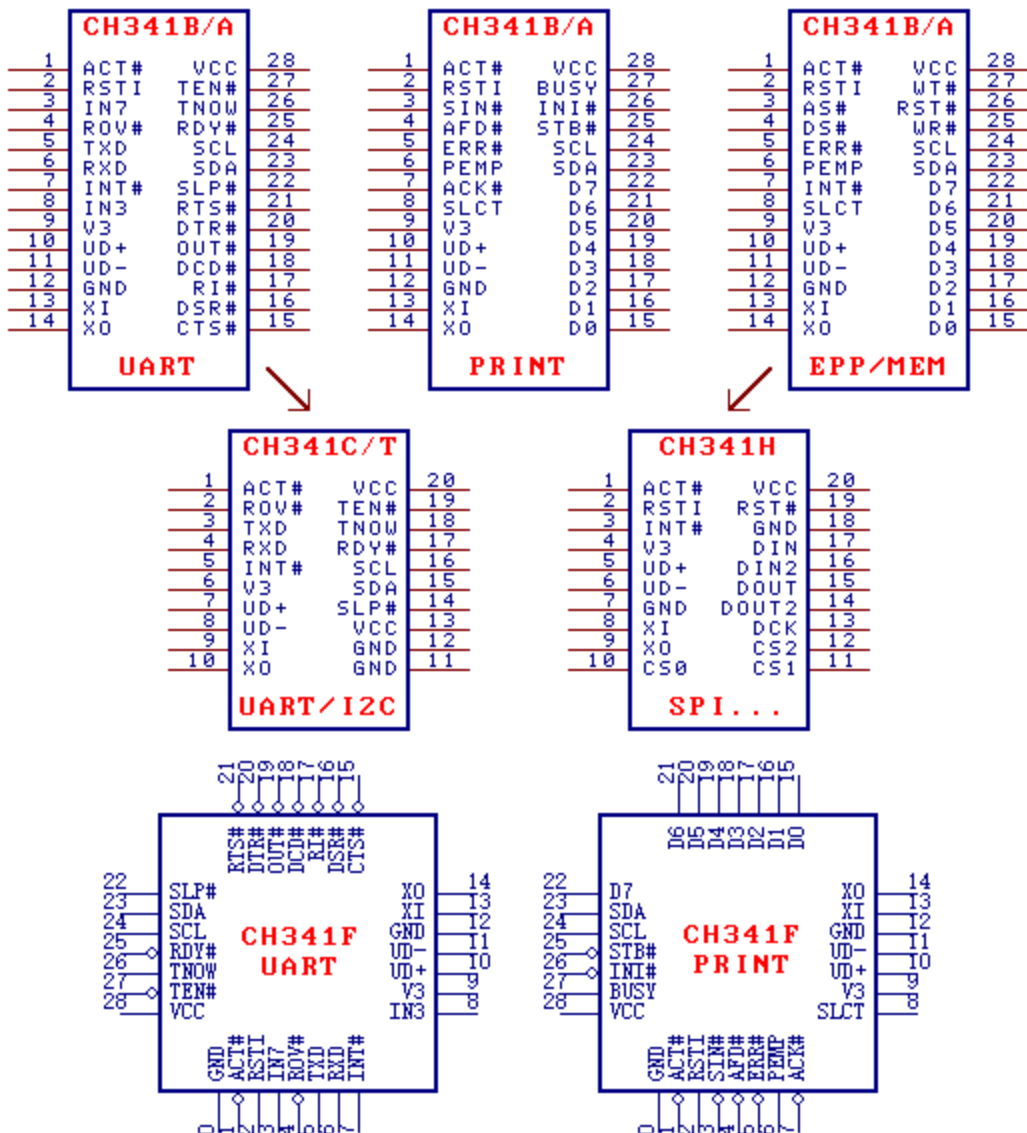 CH341B/A CH341B/A CH341B/A
1 ACT# VCC 28 1 ACT# VCC 28 1 ACT# VCC 28
2 RSTI TEN# 27 2 RSTI BUSY 27 2 RSTI WT# 27
3 IN7 TNOW 26 3 SIN# INI# 26 3 AS# RST# 26
4 ROV# RDY# 25 4 AFD# STB# 25 4 DS# WR# 25
5 TXD SCL 24 5 ERR# SCL 24 5 ERR# SCL 24
6 RXD SDA 23 6 PEMP SDA 23 6 PEMP SDA 23
7 INT# SLP# 22 7 ACK# D7 22 7 INT# D7 22
8 IN3 RTS# 21 8 SLCT D6 21 8 SLCT D6 21
9 V3 DTR# 20 9 V3 D5 20 9 V3 D5 20
10 UD+ OUT# 19 10 UD+ D4 19 10 UD+ D4 19
11 UD- DCD# 18 11 UD- D3 18 11 UD- D3 18
12 GND RI# 17 12 GND D2 17 12 GND D2 17
13 XI DSR# 16 13 XI D1 16 13 XI D1 16
14 XO CTS# 15 14 XO D0 15 14 XO D0 15
UART PRINT EPP/MEM
CH341C/T CH341H
1 ACT# VCC 20 1 ACT# VCC 20
2 ROV# TEN# 19 2 RSTI RST# 19
3 TXD TNOW 18 3 INT# GND 18
4 RXD RDY# 17 4 V3 DIN 17
5 INT# SCL 16 5 UD+ DIN2 16
6 V3 SDA 15 6 UD- DOUT 15
7 UD+ SLP# 14 7 GND DOUT2 14
8 UD- VCC 13 8 XI DCK 13
9 XI GND 12 9 XO CS2 12
10 XO GND 11 10 CS0 CS1 11
UART/I2C SPI...
21 20 19 18 17 16 15 21 20 19 18 17 16 15
RTS# DTR# OUT# DCD# RI# DSR# CTS# D6 D5 D4 D3 D2 D1 D0
22 SLP# XO 14 22 D7 XO 14
23 SDA XI 13 23 SDA XI 13
24 SCL GND 12 24 SCL GND 12
25 RDY# UD- 11 25 STB# UD- 11
26 TNOW UD+ 10 26 INI# UD+ 10
27 TEN# V3 9 27 BUSY V3 9
28 VCC IN3 8 28 VCC SLCT 8
CH341F CH341F
UART PRINT
GND ACT# RSTI IN7 ROV# TXD RXD INT# GND ACT# RSTI SIN# AFD# ERR# PEMP ACK#